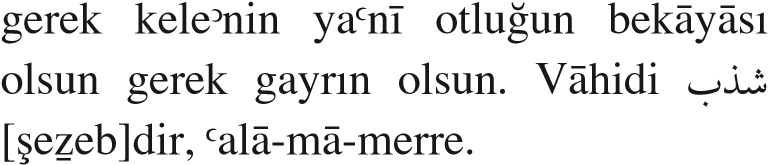 gerek keleʾnin yaʿnī otluğun bekāyāsı
olsun gerek gayrın olsun. Vāhidi شذب
[şeẕeb]dir, ʿalā-mā-merre.